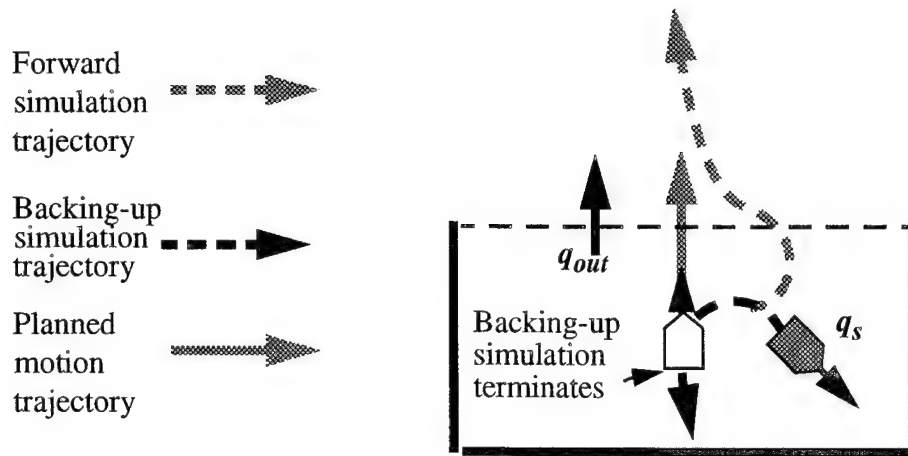 Forward
simulation
trajectory
Backing-up
simulation
trajectory
Planned
motion
trajectory
q_out
Backing-up
simulation
terminates
q_s